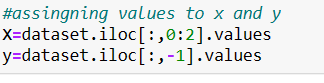 #assingning values to x and y
X=dataset.iloc[:,0:2].values
y=dataset.iloc[:,-1].values